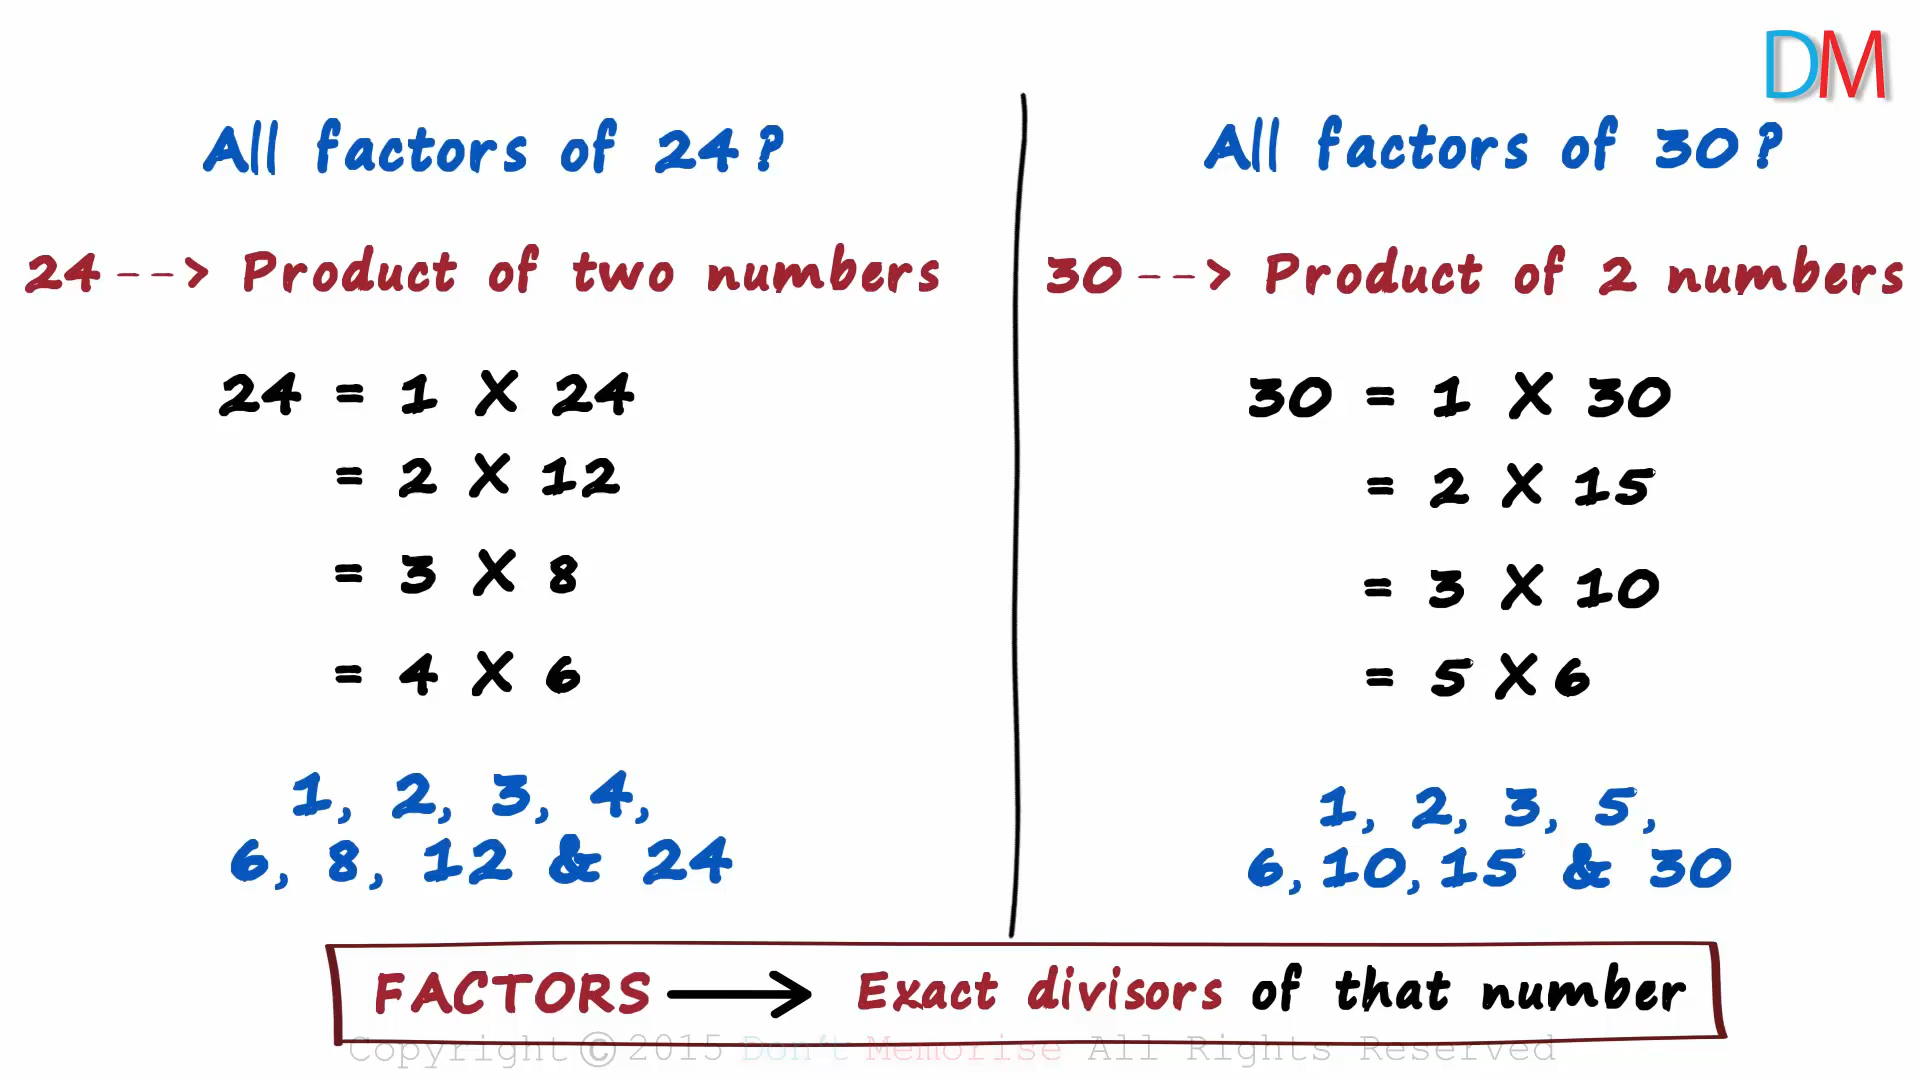 DM
All factors of 24?
24--> Product of two numbers
24 = 1 X 24
= 2 X 12
= 3 X 8
= 4 X 6
1, 2, 3, 4,
6, 8, 12 & 24
All factors of 30?
30--> Product of 2 numbers
30 = 1 X 30
= 2 X 15
= 3 X 10
= 5 X 6
1, 2, 3, 5,
6, 10, 15 & 30
FACTORS → Exact divisors of that number
Copyright © 2015 Don't Memorise All Rights Reserved